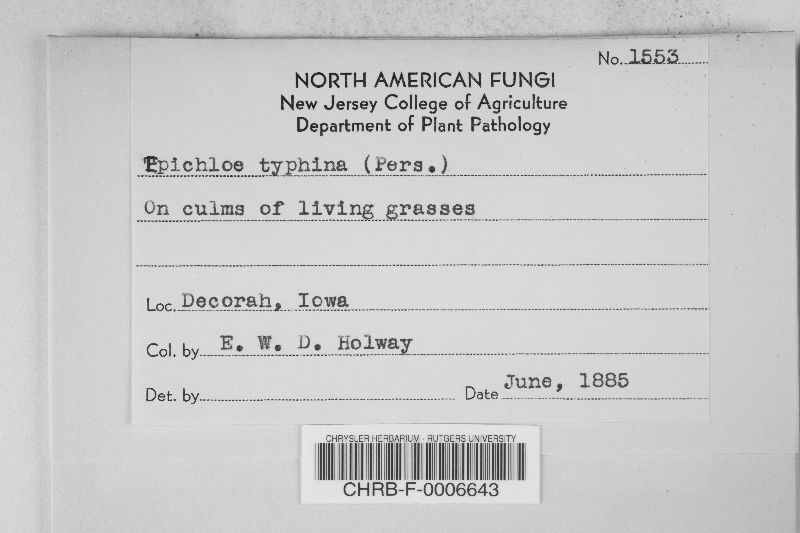 No. 1553
NORTH AMERICAN FUNGI
New Jersey College of Agriculture
Department of Plant Pathology
Epichloe typhina (Pers.)
On culms of living grasses
Loc. Decorah, Iowa
Col. by E. W. D. Holway
Det. by
Date June, 1885
CHRYSLER HERBARIUM - RUTGERS UNIVERSITY
CHRB-F-0006643